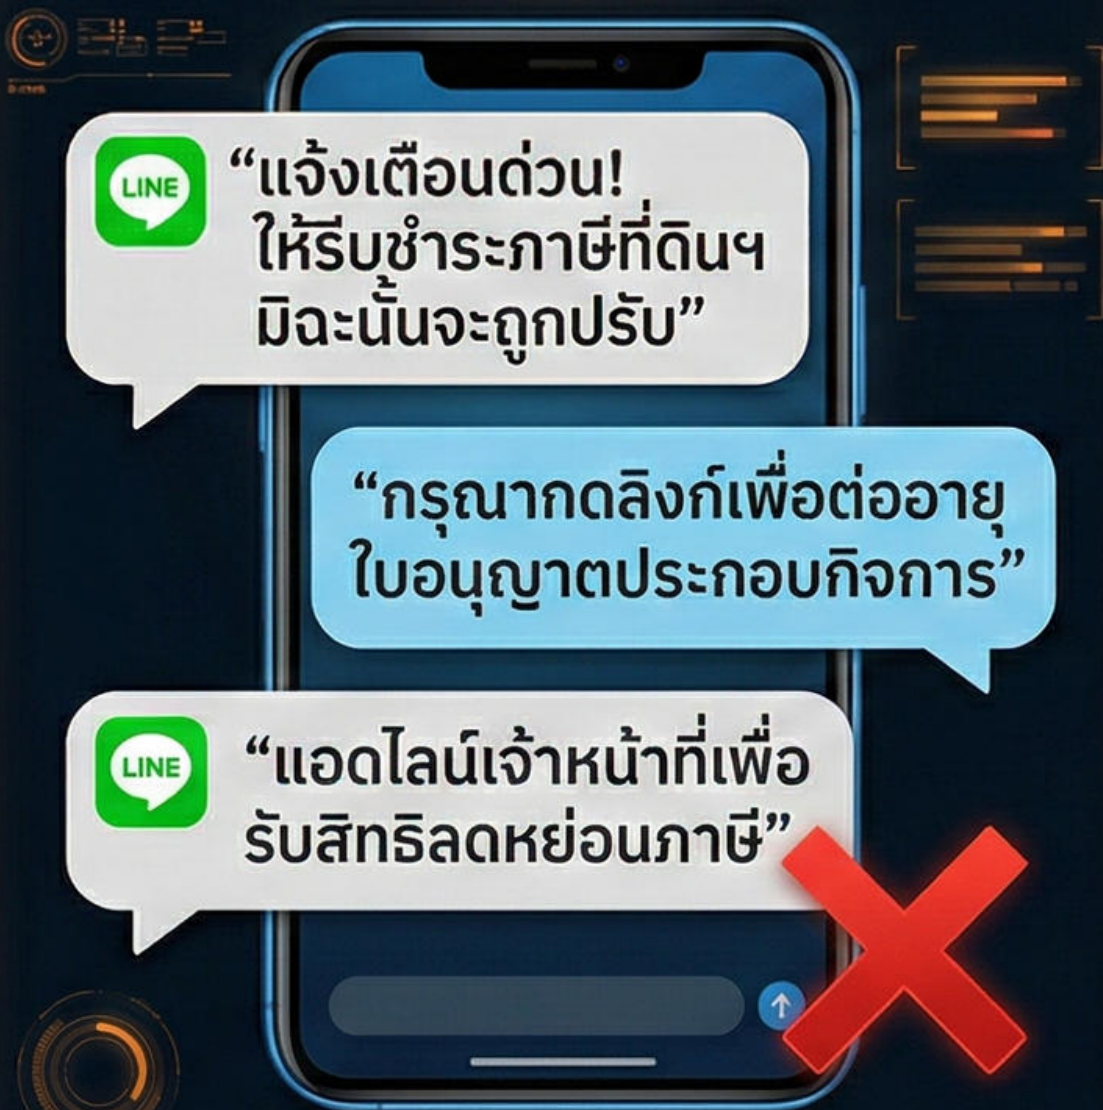 LINE
“แจ้งเตือนด่วน!
ให้รีบชำระภาษีที่ดินฯ
มิฉะนั้นจะถูกปรับ”
“กรุณากดลิงก์เพื่อต่ออายุ
ใบอนุญาตประกอบกิจการ”
LINE
“แอดไลน์เจ้าหน้าที่เพื่อ
รับสิทธิลดหย่อนภาษี”